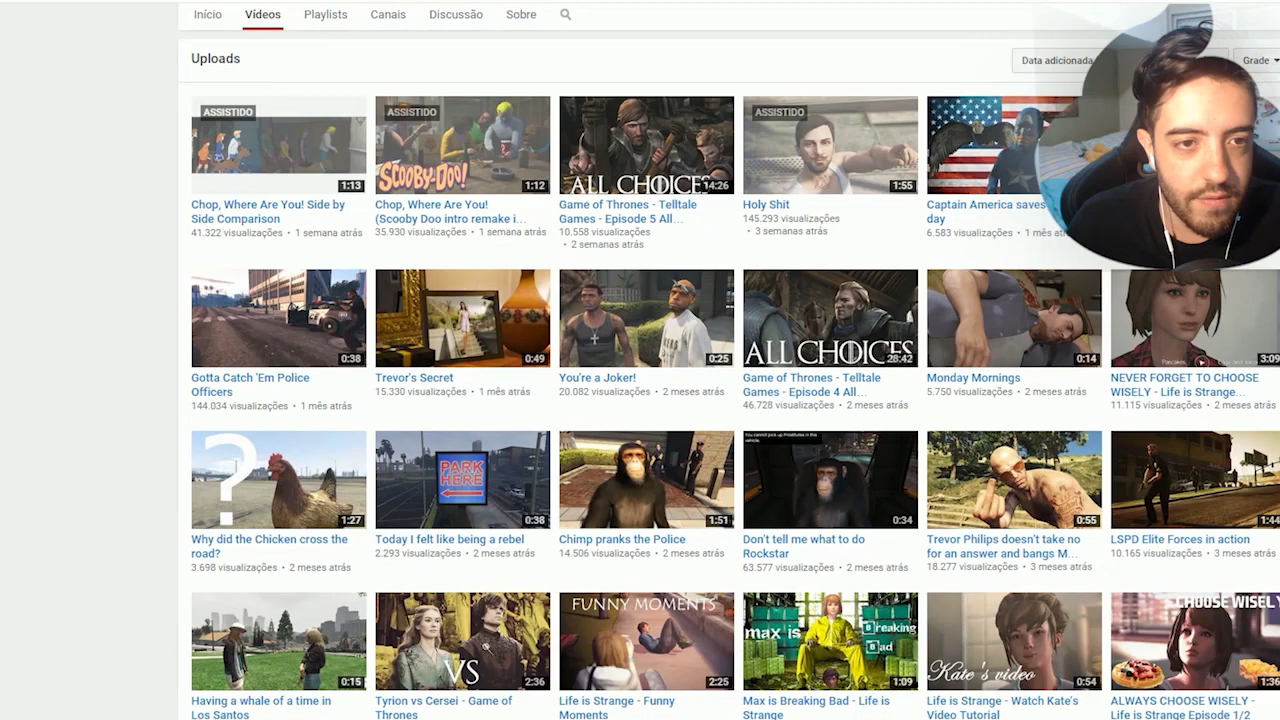 Início Vídeos Playlists Canais Discussão Sobre
Uploads
Data adicionada
Grade
ASSISTIDO
1:13
Chop, Where Are You! Side by
Side Comparison
41.322 visualizações • 1 semana atrás
ASSISTIDO
SCOOBY-DOO!
1:12
Chop, Where Are You!
(Scooby Doo intro remake i...
35.930 visualizações • 1 semana atrás
ALL CHOICES
14:26
Game of Thrones - Telltale
Games - Episode 5 All...
10.558 visualizações
• 2 semanas atrás
ASSISTIDO
1:55
Holy Shit
145.293 visualizações
• 3 semanas atrás
Captain America saves
day
6.583 visualizações • 1 mês
0:38
Gotta Catch 'Em Police
Officers
144.034 visualizações • 1 mês atrás
0:49
Trevor's Secret
15.330 visualizações • 1 mês atrás
0:25
You're a Joker!
20.082 visualizações • 2 meses atrás
ALL CHOICES
28:42
Game of Thrones - Telltale
Games - Episode 4 All...
46.728 visualizações • 2 meses atrás
0:14
Monday Mornings
5.750 visualizações • 2 meses atrás
Pancakes
3:09
NEVER FORGET TO CHOOSE
WISELY - Life is Strange...
11.115 visualizações • 2 meses atrás
?
1:27
Why did the Chicken cross the
road?
3.698 visualizações • 2 meses atrás
PARK
HERE
0:38
Today I felt like being a rebel
2.293 visualizações • 2 meses atrás
1:51
Chimp pranks the Police
14.506 visualizações • 2 meses atrás
You cannot pick up Prostitutes in this
vehicle.
0:34
Don't tell me what to do
Rockstar
63.577 visualizações • 2 meses atrás
0:55
Trevor Philips doesn't take no
for an answer and bangs M...
18.277 visualizações • 3 meses atrás
1:44
LSPD Elite Forces in action
10.165 visualizações • 3 meses atrás
0:15
Having a whale of a time in
Los Santos
VS
2:36
Tyrion vs Cersei - Game of
Thrones
FUNNY MOMENTS
2:25
Life is Strange - Funny
Moments
max is Breaking
Bad
1:09
Max is Breaking Bad - Life is
Strange
Kate's video
0:54
Life is Strange - Watch Kate's
Video Tutorial
CHOOSE WISELY
1:36
ALWAYS CHOOSE WISELY -
Life is Strange Episode 1/2